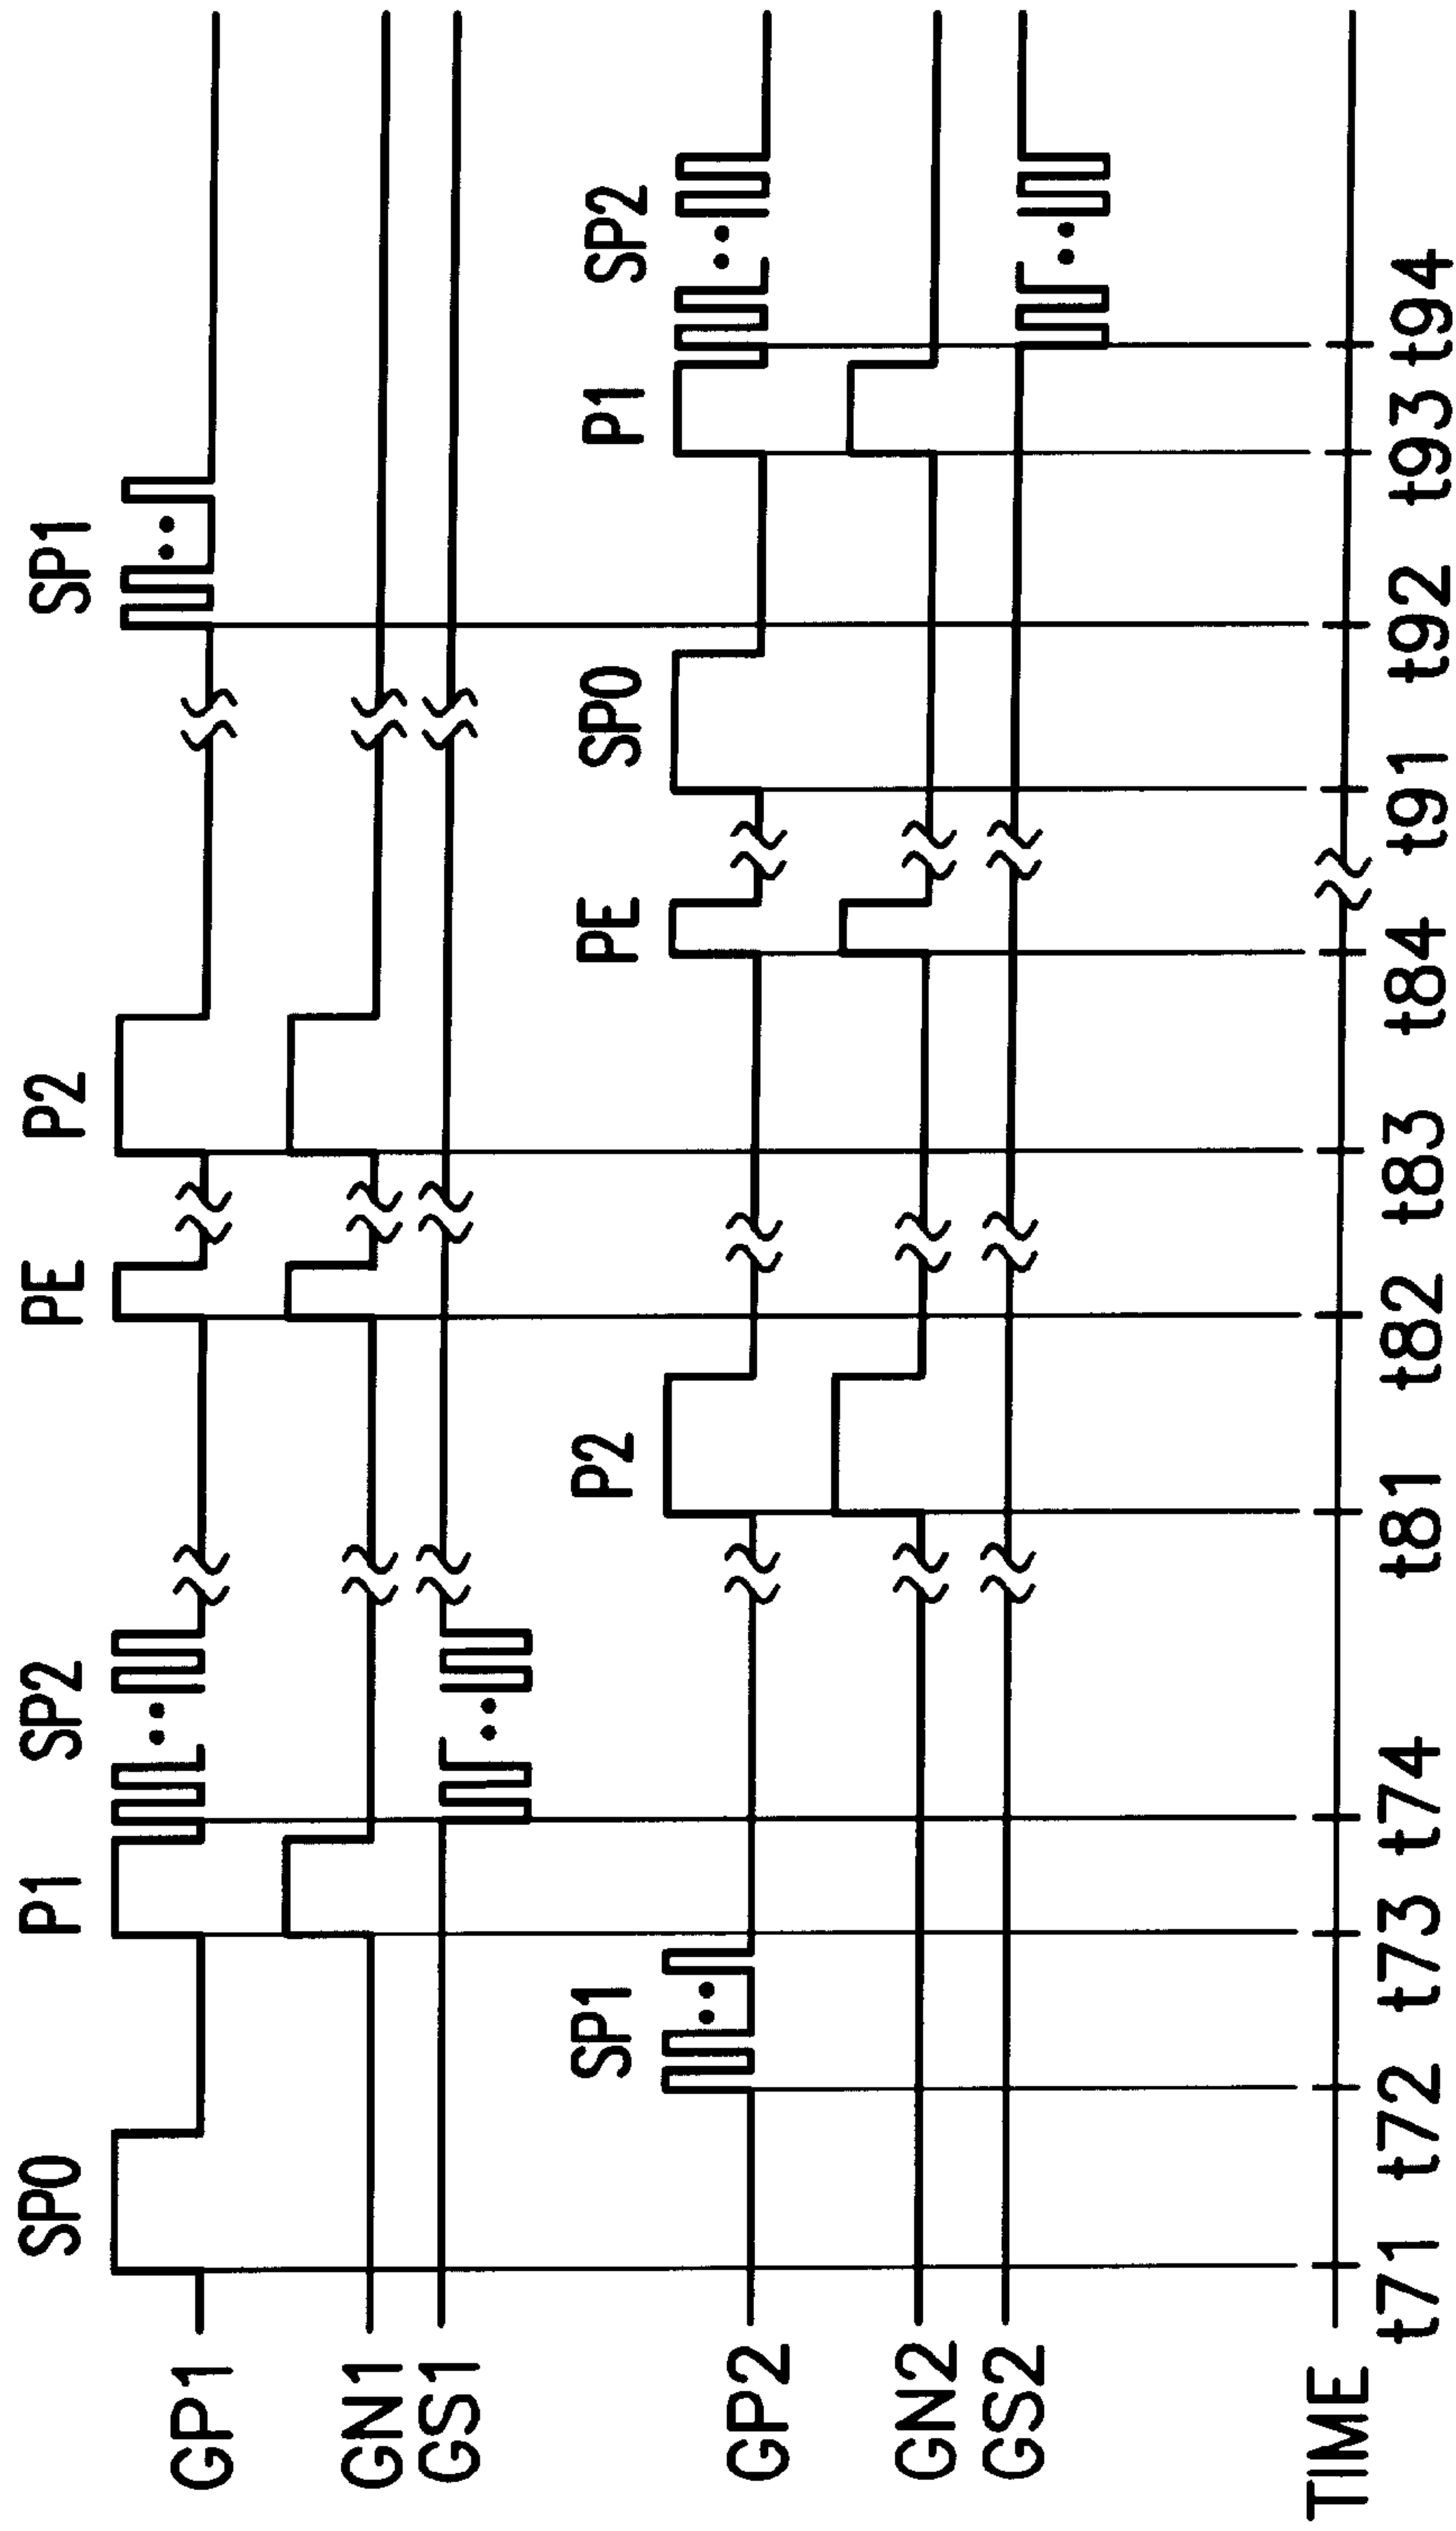 SP0 P1 SP2 PE P2 SP1
GP1
GN1
GS1
SP1 P2 PE SP0 P1 SP2
GP2
GN2
GS2
TIME
t71 t72 t73 t74 t81 t82 t83 t84 t91 t92 t93 t94